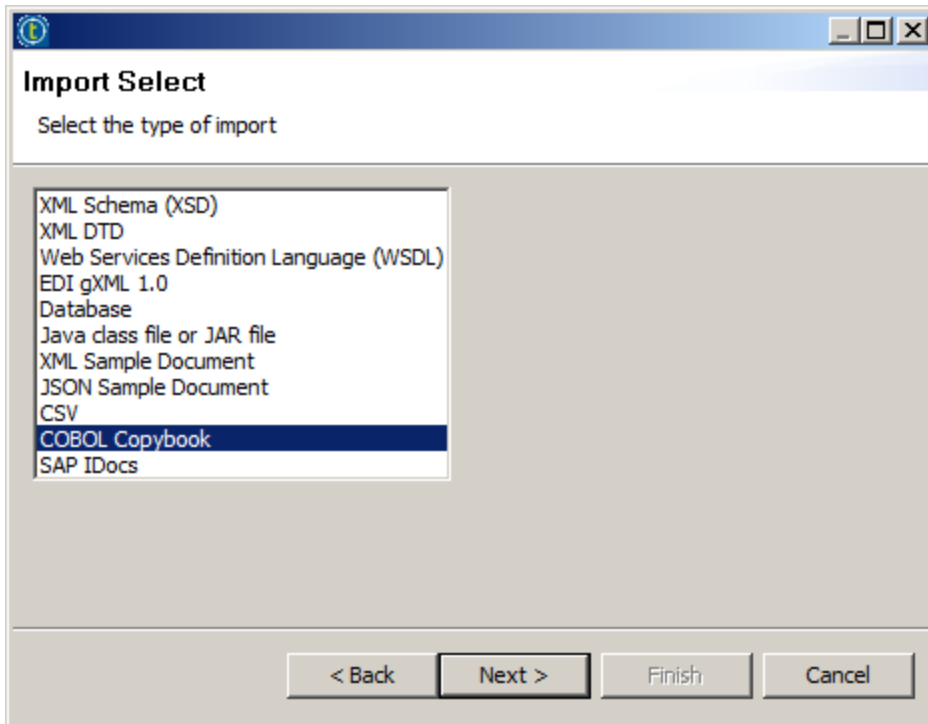 Import Select
Select the type of import
XML Schema (XSD)
XML DTD
Web Services Definition Language (WSDL)
EDI gXML 1.0
Database
Java class file or JAR file
XML Sample Document
JSON Sample Document
CSV
COBOL Copybook
SAP IDocs
< Back Next > Finish Cancel